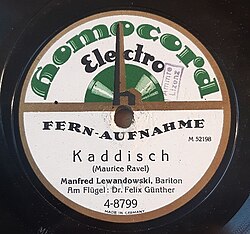 Homocord
Electro
Lizenz
FERN-AUFNAHME
M. 52198
Kaddisch
(Maurice Ravel)
Manfred Lewandowski, Bariton
Am Flügel: Dr. Felix Günther
4-8799
MADE IN GERMANY